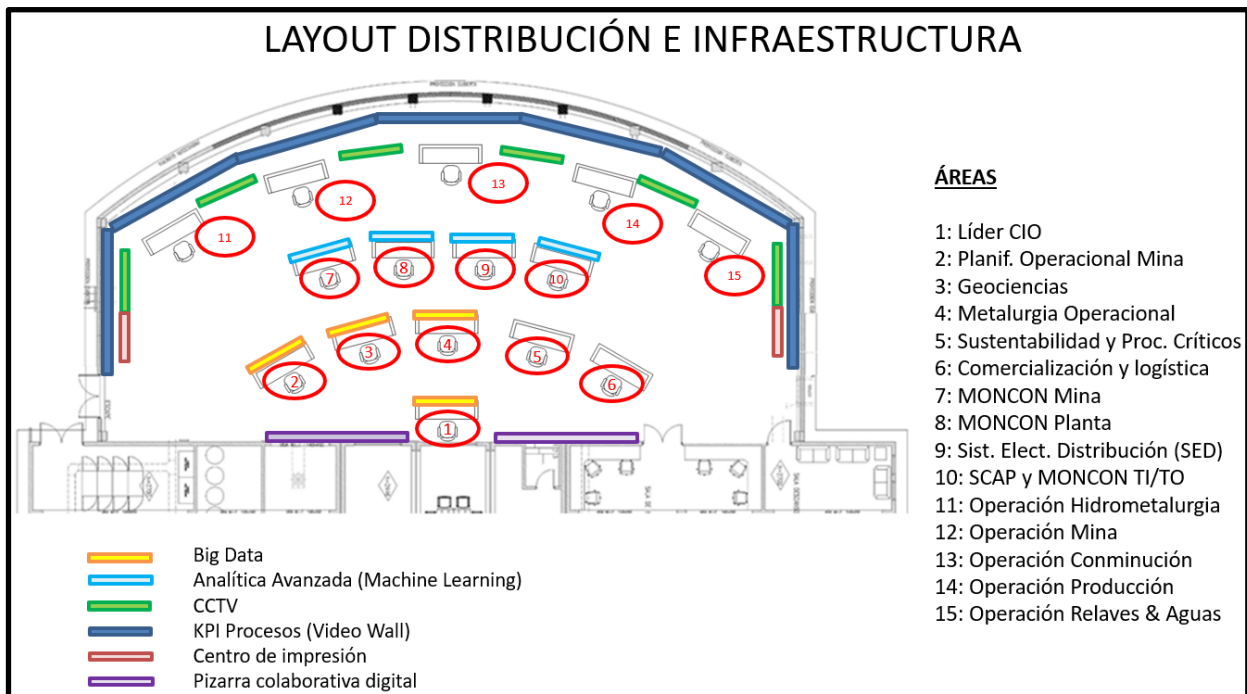 LAYOUT DISTRIBUCIÓN E INFRAESTRUCTURA
13
12
14
11
15
7
8
9
10
3
4
5
2
6
1
ÁREAS
1: Líder CIO
2: Planif. Operacional Mina
3: Geociencias
4: Metalurgia Operacional
5: Sustentabilidad y Proc. Críticos
6: Comercialización y logística
7: MONCON Mina
8: MONCON Planta
9: Sist. Elect. Distribución (SED)
10: SCAP y MONCON TI/TO
11: Operación Hidrometalurgia
12: Operación Mina
13: Operación Conminución
14: Operación Producción
15: Operación Relaves & Aguas
Big Data
Analítica Avanzada (Machine Learning)
CCTV
KPI Procesos (Video Wall)
Centro de impresión
Pizarra colaborativa digital